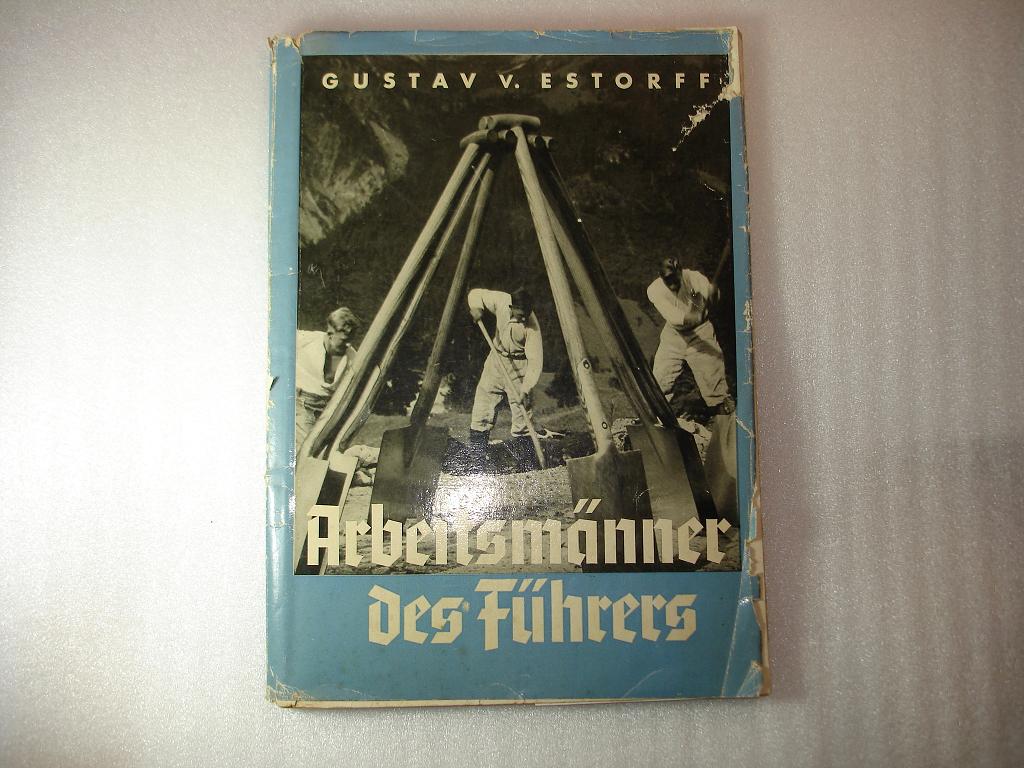 GUSTAV V. ESTORFF
Arbeitsmänner
des Führers